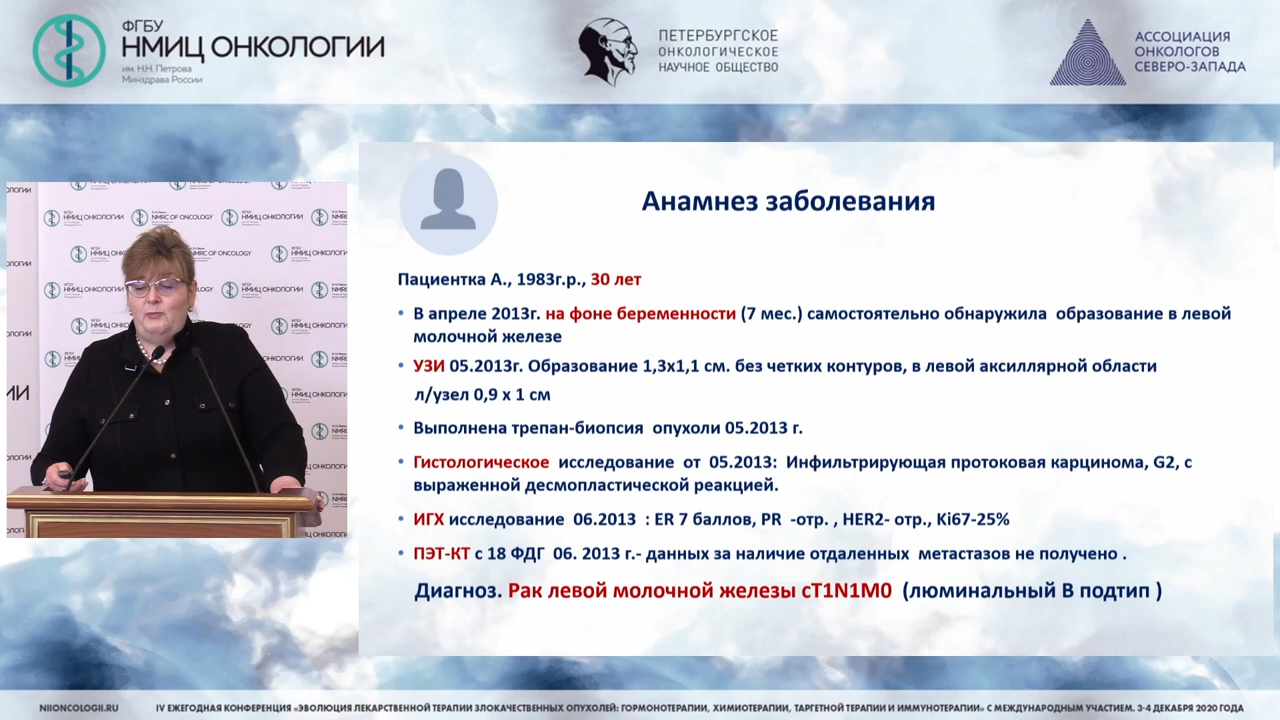 ФГБУ
НМИЦ ОНКОЛОГИИ
им. Н.Н. Петрова
Минздрава России
ПЕТЕРБУРГСКОЕ
ОНКОЛОГИЧЕСКОЕ
НАУЧНОЕ ОБЩЕСТВО
АССОЦИАЦИЯ
ОНКОЛОГОВ
СЕВЕРО-ЗАПАДА
Анамнез заболевания
Пациентка А., 1983г.р., 30 лет
• В апреле 2013г. на фоне беременности (7 мес.) самостоятельно обнаружила образование в левой
молочной железе
• УЗИ 05.2013г. Образование 1,3х1,1 см. без четких контуров, в левой аксиллярной области
л/узел 0,9 х 1 см
• Выполнена трепан-биопсия опухоли 05.2013 г.
• Гистологическое исследование от 05.2013: Инфильтрирующая протоковая карцинома, G2, с
выраженной десмопластической реакцией.
• ИГХ исследование 06.2013 : ER 7 баллов, PR -отр. , HER2- отр., Ki67-25%
• ПЭТ-КТ с 18 ФДГ 06. 2013 г.- данных за наличие отдаленных метастазов не получено .
Диагноз. Рак левой молочной железы cT1N1M0 (люминальный В подтип )
NIIONCOLOGII.RU
IV ЕЖЕГОДНАЯ КОНФЕРЕНЦИЯ «ЭВОЛЮЦИЯ ЛЕКАРСТВЕННОЙ ТЕРАПИИ ЗЛОКАЧЕСТВЕННЫХ ОПУХОЛЕЙ: ГОРМОНОТЕРАПИИ, ХИМИОТЕРАПИИ, ТАРГЕТНОЙ ТЕРАПИИ И ИММУНОТЕРАПИИ» С МЕЖДУНАРОДНЫМ УЧАСТИЕМ. 3-4 ДЕКАБРЯ 2020 ГОДА